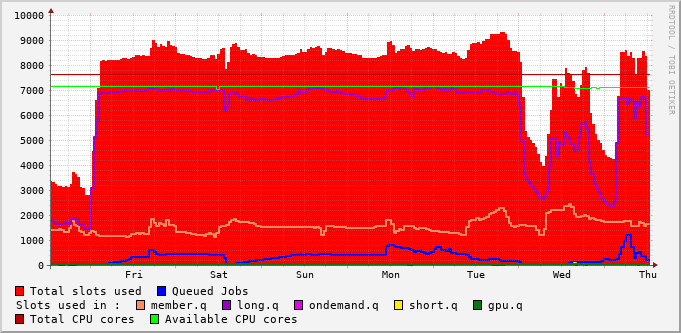 10000
9000
8000
7000
6000
5000
4000
3000
2000
1000
0
Fri Sat Sun Mon Tue Wed Thu
RRDTOOL / TOBI OETIKER
Total slots used Queued Jobs
Slots used in : member.q long.q ondemand.q short.q gpu.q
Total CPU cores Available CPU cores